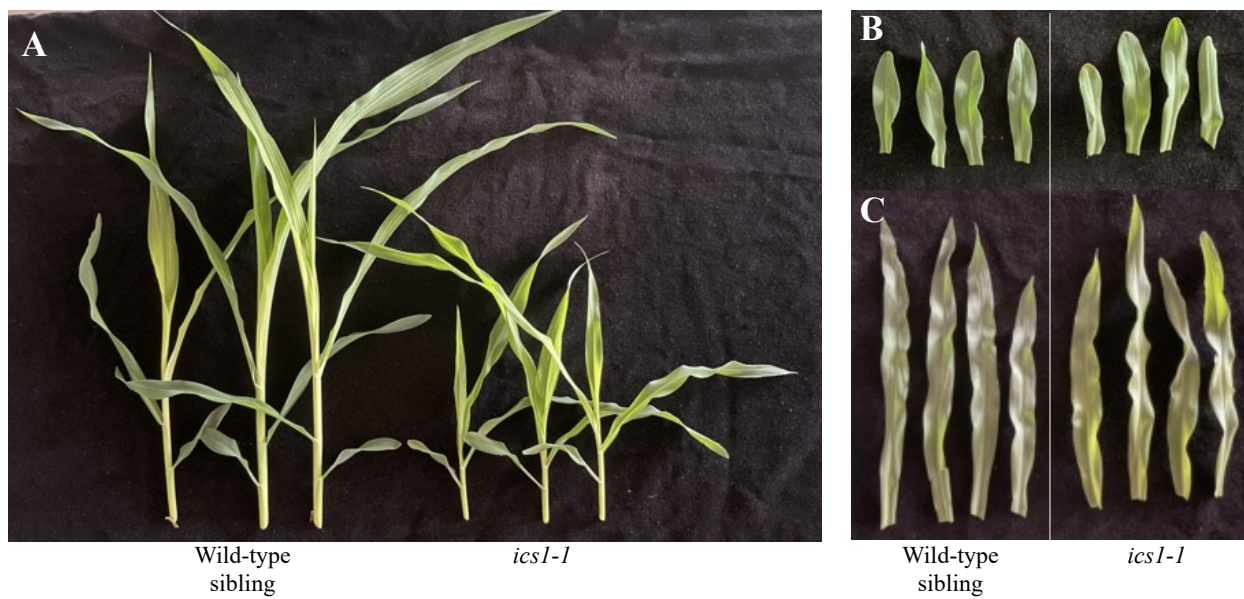 A
B
C
Wild-type
sibling
ics1-1
Wild-type
sibling
ics1-1